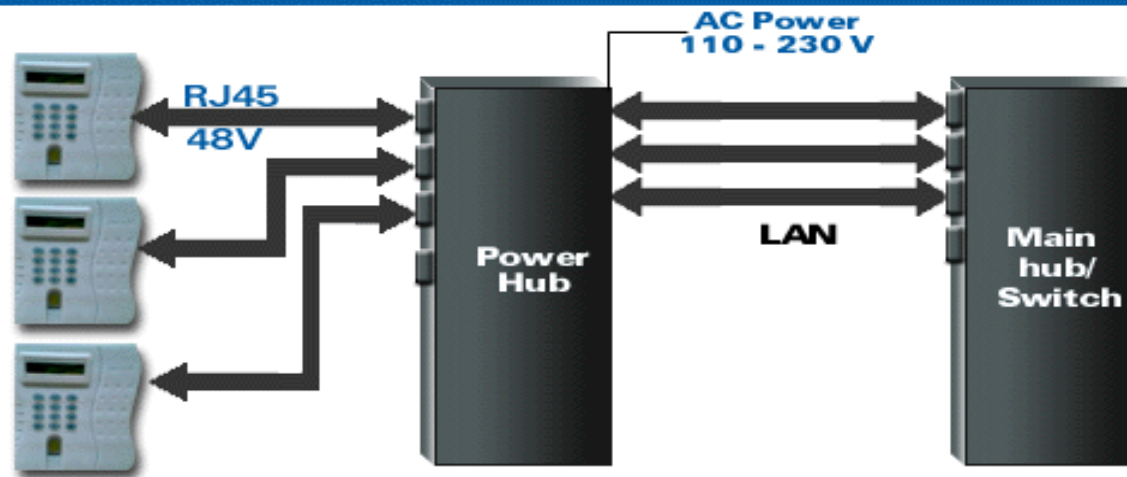 AC Power
110 - 230 V
RJ45
48V
LAN
Power
Hub
Main
hub/
Switch